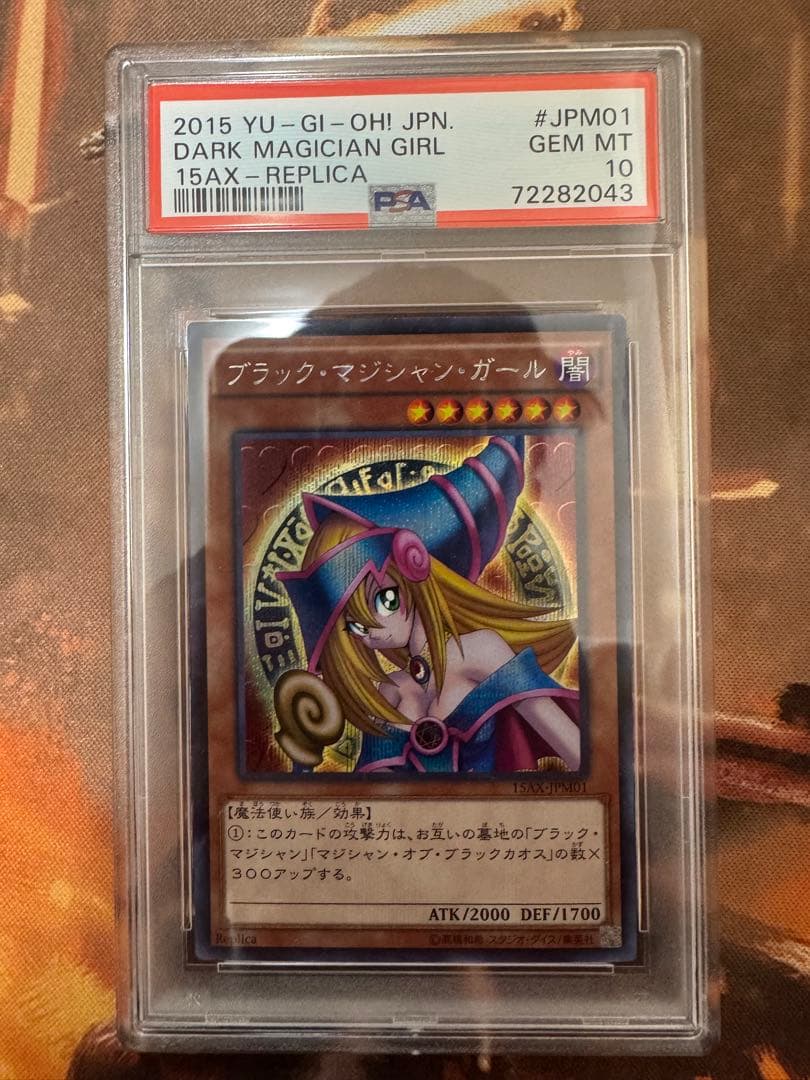 2015 YU-GI-OH! JPN. #JPM01
DARK MAGICIAN GIRL GEM MT
15AX-REPLICA 10
PSA 72282043
ブラック・マジシャン・ガール 闇
15AX-JPM01
【魔法使い族／効果】
①：このカードの攻撃力は、お互いの墓地の「ブラック・
マジシャン」「マジシャン・オブ・ブラックカオス」の数×
３００アップする。
ATK/2000 DEF/1700
Replica ©高橋和希 スタジオ・ダイス/集英社